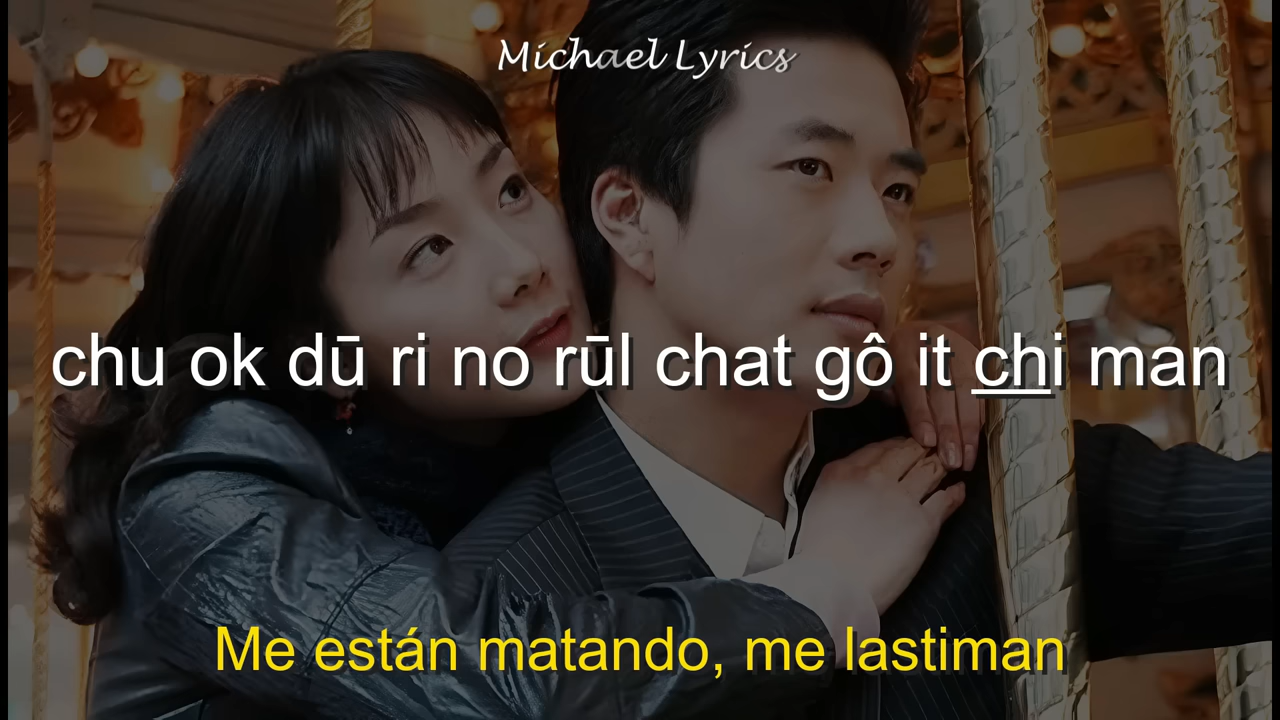 Michael Lyrics
chu ok dū ri no rūl chat gô it chi man
Me están matando, me lastiman